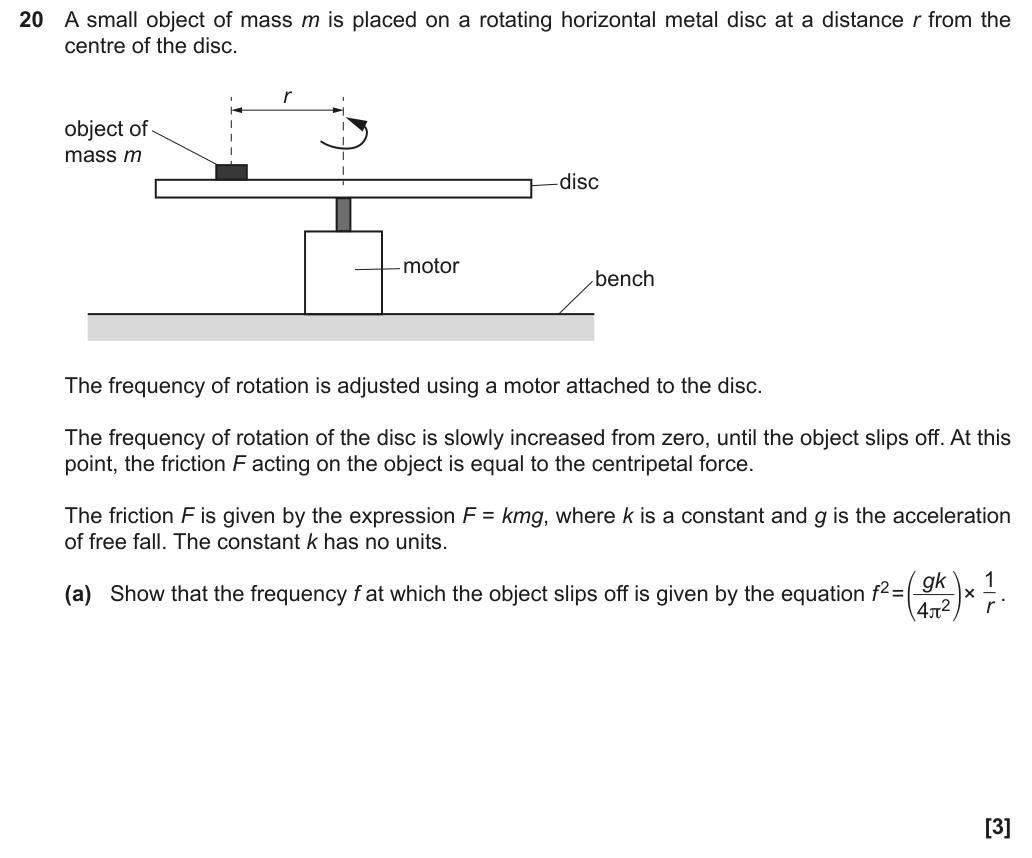 20 A small object of mass m is placed on a rotating horizontal metal disc at a distance r from the
centre of the disc.
r
object of
mass m
disc
motor
bench
The frequency of rotation is adjusted using a motor attached to the disc.
The frequency of rotation of the disc is slowly increased from zero, until the object slips off. At this
point, the friction F acting on the object is equal to the centripetal force.
The friction F is given by the expression F = kmg, where k is a constant and g is the acceleration
of free fall. The constant k has no units.
(a) Show that the frequency f at which the object slips off is given by the equation f² = (gk/4π²) × 1/r .
[3]